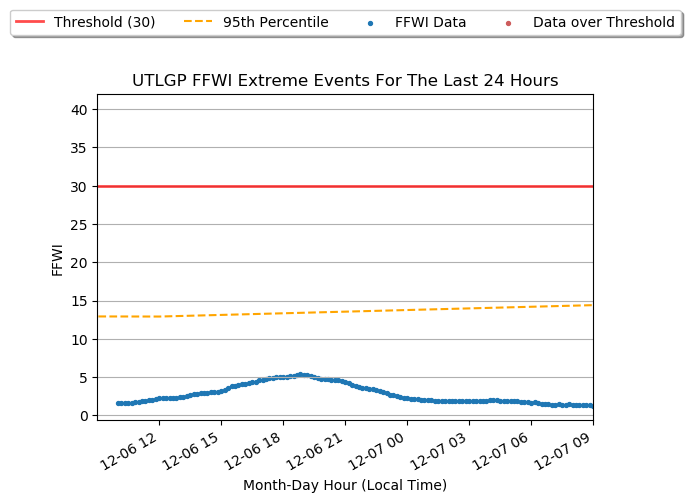 Threshold (30) 95th Percentile FFWI Data Data over Threshold
UTLGP FFWI Extreme Events For The Last 24 Hours
40
35
30
25
20
15
10
5
0
FFWI
12-06 12 12-06 15 12-06 18 12-06 21 12-07 00 12-07 03 12-07 06 12-07 09
Month-Day Hour (Local Time)